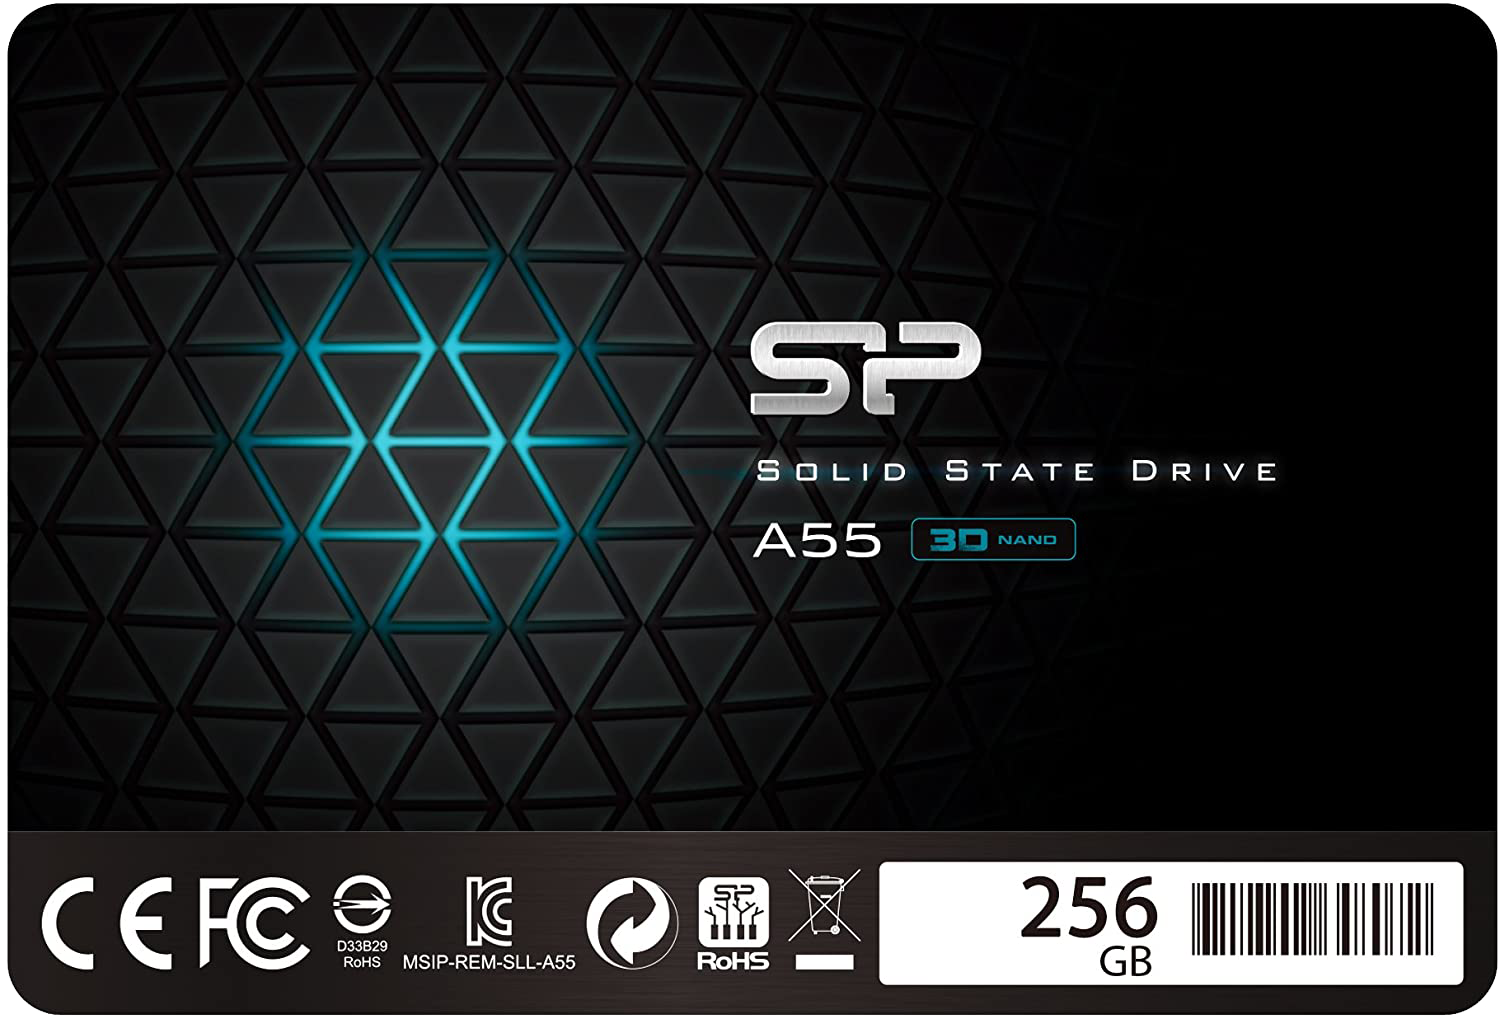 SP
SOLID STATE DRIVE
A55 3D NAND
CE FC D33B29 RoHS MSIP-REM-SLL-A55 SP RoHS 256 GB